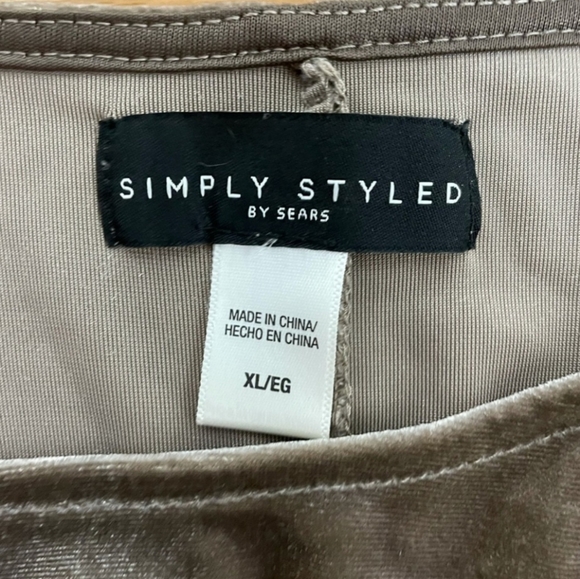 SIMPLY STYLED
BY SEARS
MADE IN CHINA/
HECHO EN CHINA
XL/EG